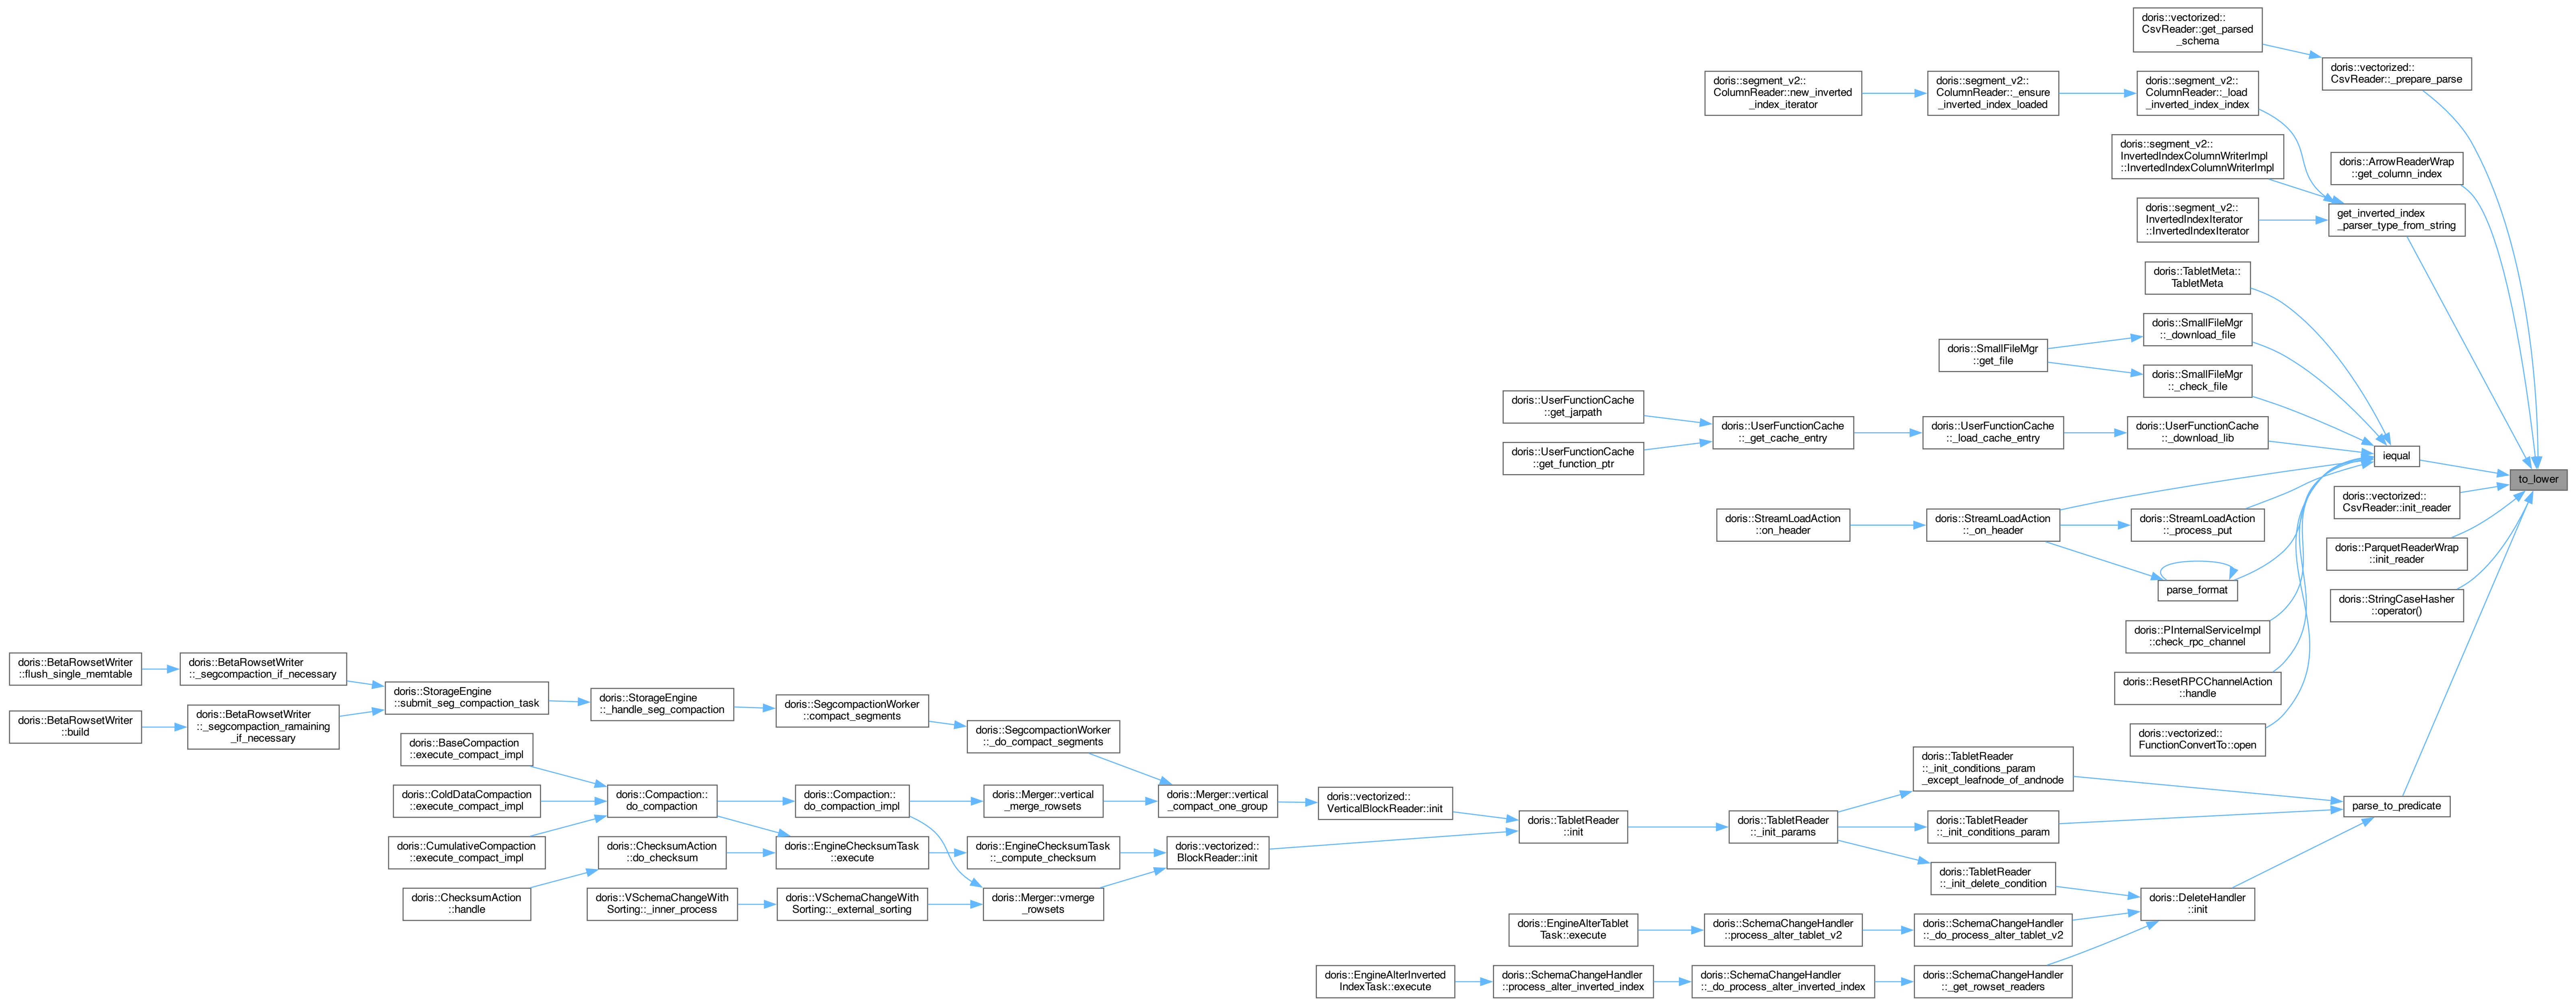 doris::vectorized::
CsvReader::get_parsed
_schema
doris::vectorized::
CsvReader::_prepare_parse
doris::segment_v2::
ColumnReader::new_inverted
_index_iterator
doris::segment_v2::
ColumnReader::_ensure
_inverted_index_loaded
doris::segment_v2::
ColumnReader::_load
_inverted_index_index
doris::segment_v2::
InvertedIndexColumnWriterImpl
::InvertedIndexColumnWriterImpl
doris::ArrowReaderWrap
::get_column_index
doris::segment_v2::
InvertedIndexIterator
::InvertedIndexIterator
get_inverted_index
_parser_type_from_string
doris::TabletMeta::
TabletMeta
doris::SmallFileMgr
::_download_file
doris::SmallFileMgr
::get_file
doris::SmallFileMgr
::_check_file
doris::UserFunctionCache
::get_jarpath
doris::UserFunctionCache
::get_function_ptr
doris::UserFunctionCache
::_get_cache_entry
doris::UserFunctionCache
::_load_cache_entry
doris::UserFunctionCache
::_download_lib
iequal
to_lower
doris::vectorized::
CsvReader::init_reader
doris::StreamLoadAction
::on_header
doris::StreamLoadAction
::_on_header
doris::StreamLoadAction
::_process_put
doris::ParquetReaderWrap
::init_reader
parse_format
doris::StringCaseHasher
::operator()
doris::PInternalServiceImpl
::check_rpc_channel
doris::ResetRPCChannelAction
::handle
doris::vectorized::
FunctionConvertTo::open
doris::BetaRowsetWriter
::flush_single_memtable
doris::BetaRowsetWriter
::_segcompaction_if_necessary
doris::BetaRowsetWriter
::build
doris::BetaRowsetWriter
::_segcompaction_ramaining
_if_necessary
doris::StorageEngine
::submit_seg_compaction_task
doris::StorageEngine
::_handle_seg_compaction
doris::SegcompactionWorker
::compact_segments
doris::SegcompactionWorker
::_do_compact_segments
doris::BaseCompaction
::execute_compact_impl
doris::ColdDataCompaction
::execute_compact_impl
doris::CumulativeCompaction
::execute_compact_impl
doris::Compaction::
do_compaction
doris::Compaction::
do_compaction_impl
doris::Merger::vertical
_merge_rowsets
doris::Merger::vertical
_compact_one_group
doris::vectorized::
VerticalBlockReader::init
doris::TabletReader
::init
doris::TabletReader
::_init_params
doris::TabletReader
::_init_conditions_param
_except_leafnode_of_andnode
doris::TabletReader
::_init_conditions_param
parse_to_predicate
doris::ChecksumAction
::do_checksum
doris::EngineChecksumTask
::execute
doris::EngineChecksumTask
::_compute_checksum
doris::vectorized::
BlockReader::init
doris::TabletReader
::_init_delete_condition
doris::ChecksumAction
::handle
doris::VSchemaChangeWith
Sorting::_inner_process
doris::VSchemaChangeWith
Sorting::_external_sorting
doris::Merger::vmerge
_rowsets
doris::DeleteHandler
::init
doris::EngineAlterTablet
Task::execute
doris::SchemaChangeHandler
::process_alter_tablet_v2
doris::SchemaChangeHandler
::_do_process_alter_tablet_v2
doris::EngineAlterInverted
IndexTask::execute
doris::SchemaChangeHandler
::process_alter_inverted_index
doris::SchemaChangeHandler
::_do_process_alter_inverted_index
doris::SchemaChangeHandler
::_get_rowset_readers